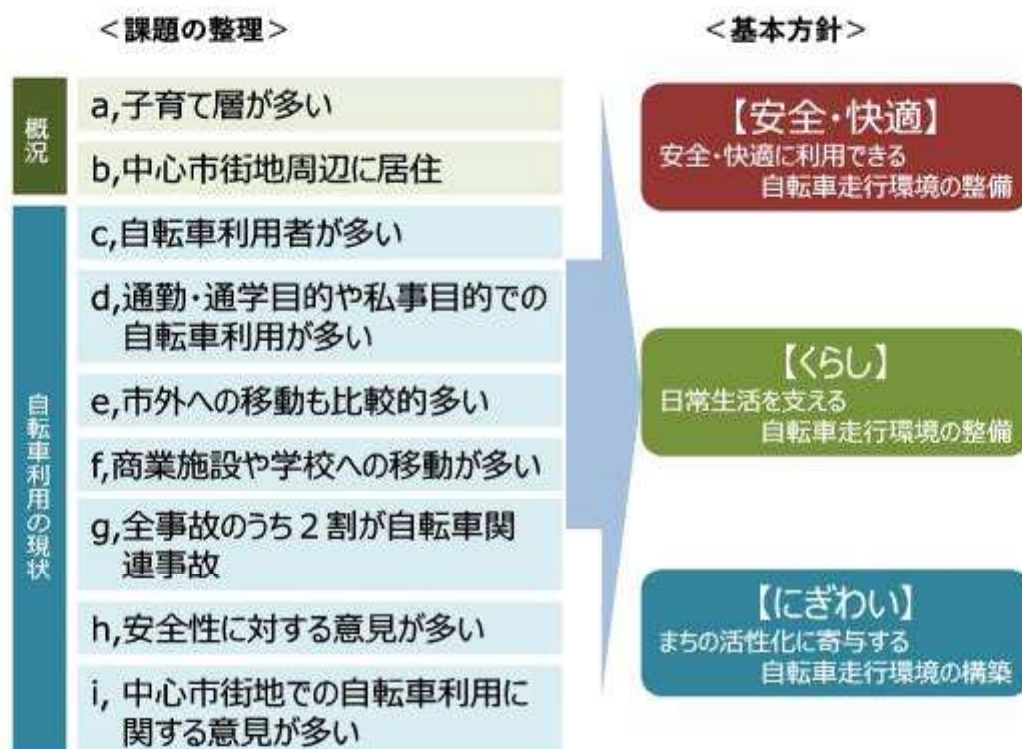 <課題の整理>
概況
a,子育て層が多い
b,中心市街地周辺に居住
自転車利用の現状
c,自転車利用者が多い
d,通勤・通学目的や私事目的での
自転車利用が多い
e,市外への移動も比較的多い
f,商業施設や学校への移動が多い
g,全事故のうち2割が自転車関
連事故
h,安全性に対する意見が多い
i, 中心市街地での自転車利用に
関する意見が多い
<基本方針>
【安全・快適】
安全・快適に利用できる
自転車走行環境の整備
【くらし】
日常生活を支える
自転車走行環境の整備
【にぎわい】
まちの活性化に寄与する
自転車走行環境の構築